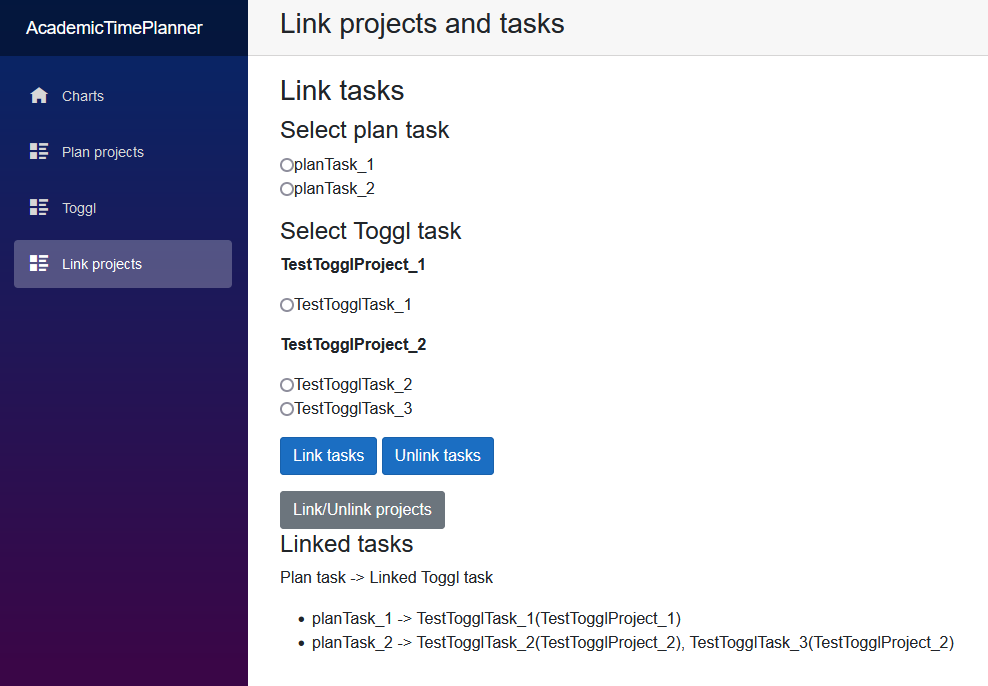 AcademicTimePlanner
Charts
Plan projects
Toggl
Link projects
Link projects and tasks
Link tasks
Select plan task
planTask_1
planTask_2
Select Toggl task
TestTogglProject_1
TestTogglTask_1
TestTogglProject_2
TestTogglTask_2
TestTogglTask_3
Link tasks Unlink tasks
Link/Unlink projects
Linked tasks
Plan task -> Linked Toggl task
• planTask_1 -> TestTogglTask_1(TestTogglProject_1)
• planTask_2 -> TestTogglTask_2(TestTogglProject_2), TestTogglTask_3(TestTogglProject_2)